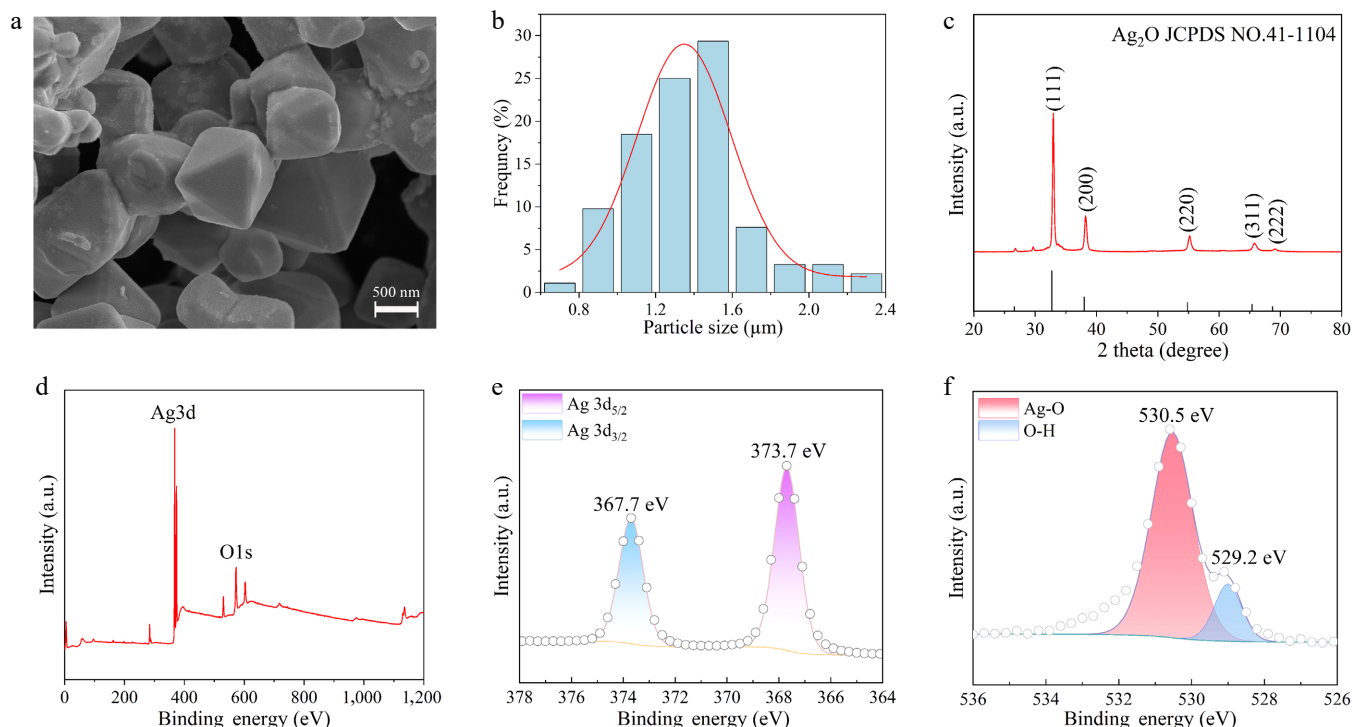 a
500 nm
b
Frequncy (%)
30
25
20
15
10
5
0
0.8
1.2
1.6
2.0
2.4
Particle size (µm)
c
Ag₂O JCPDS NO.41-1104
Intensity (a.u.)
(111)
(200)
(220)
(311)
(222)
20
30
40
50
60
70
80
2 theta (degree)
d
Intensity (a.u.)
Ag3d
O1s
0
200
400
600
800
1,000
1,200
Binding energy (eV)
e
Intensity (a.u.)
Ag 3d₅/₂
Ag 3d₃/₂
367.7 eV
373.7 eV
378
376
374
372
370
368
366
364
Binding energy (eV)
f
Intensity (a.u.)
Ag-O
O-H
530.5 eV
529.2 eV
536
534
532
530
528
526
Binding energy (eV)